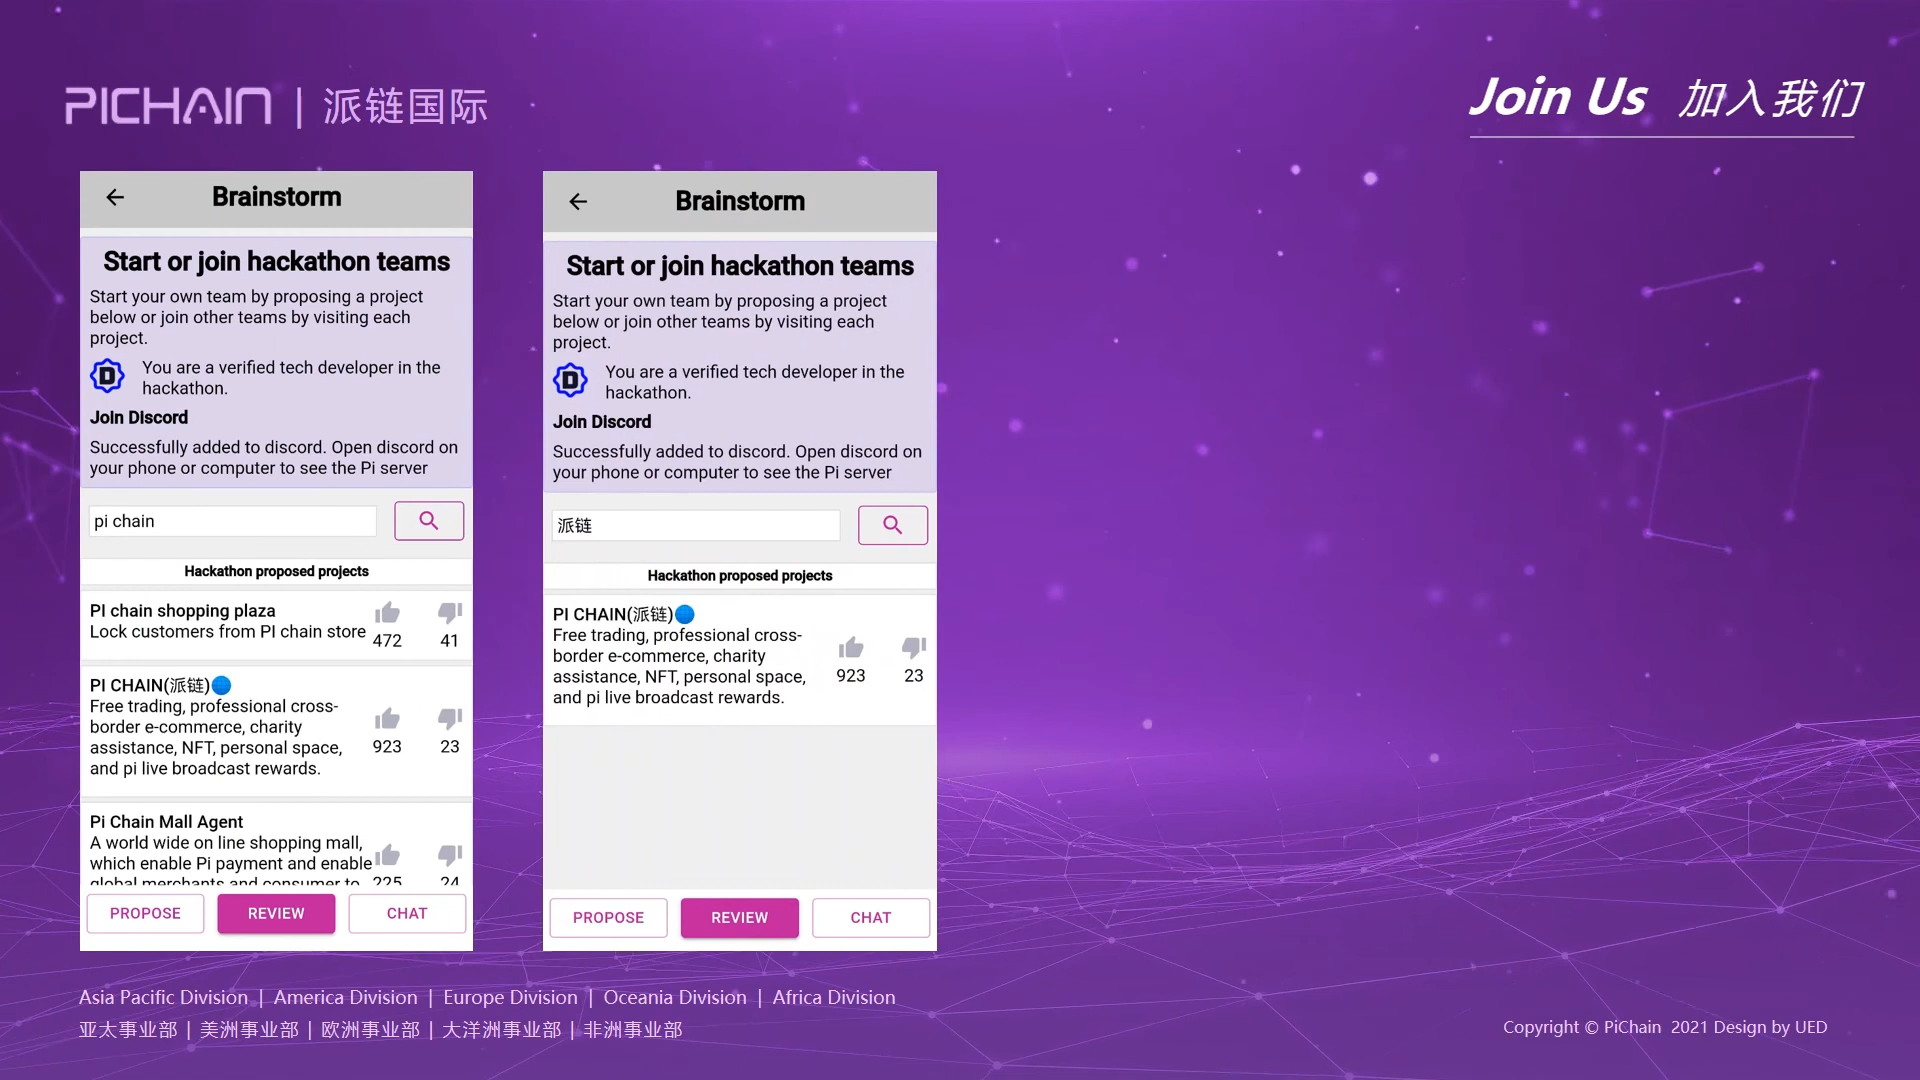 PICHAIN | 派链国际
Join Us 加入我们
Brainstorm
Start or join hackathon teams
Start your own team by proposing a project
below or join other teams by visiting each
project.
D
You are a verified tech developer in the
hackathon.
Join Discord
Successfully added to discord. Open discord on
your phone or computer to see the Pi server
pi chain
Hackathon proposed projects
PI chain shopping plaza
Lock customers from PI chain store
472 41
PI CHAIN(派链)
Free trading, professional cross-
border e-commerce, charity
assistance, NFT, personal space,
and pi live broadcast rewards.
923 23
Pi Chain Mall Agent
A world wide on line shopping mall,
which enable Pi payment and enable
global merchants and consumer to
225 24
PROPOSE REVIEW CHAT
Brainstorm
Start or join hackathon teams
Start your own team by proposing a project
below or join other teams by visiting each
project.
D
You are a verified tech developer in the
hackathon.
Join Discord
Successfully added to discord. Open discord on
your phone or computer to see the Pi server
派链
Hackathon proposed projects
PI CHAIN(派链)
Free trading, professional cross-
border e-commerce, charity
assistance, NFT, personal space,
and pi live broadcast rewards.
923 23
PROPOSE REVIEW CHAT
Asia Pacific Division | America Division | Europe Division | Oceania Division | Africa Division
亚太事业部 | 美洲事业部 | 欧洲事业部 | 大洋洲事业部 | 非洲事业部
Copyright © PiChain 2021 Design by UED